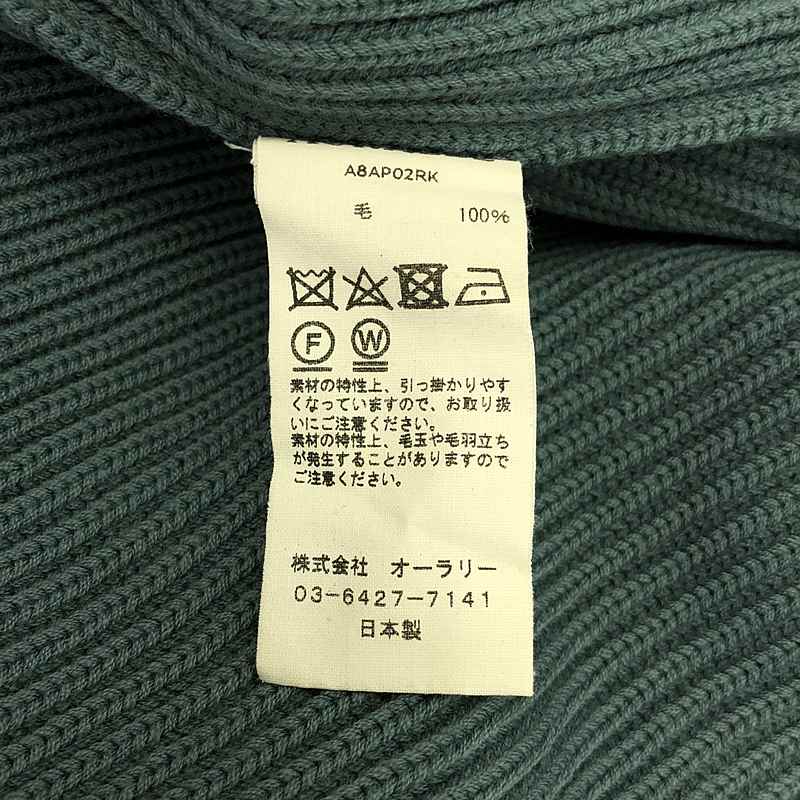 A8AP02RK
毛 100%
F W
素材の特性上、引っ掛かりやす
くなっていますので、お取り扱
いにご注意ください。
素材の特性上、毛玉や毛羽立ち
が発生することがありますので
ご注意ください。
株式会社 オーラリー
03-6427-7141
日本製